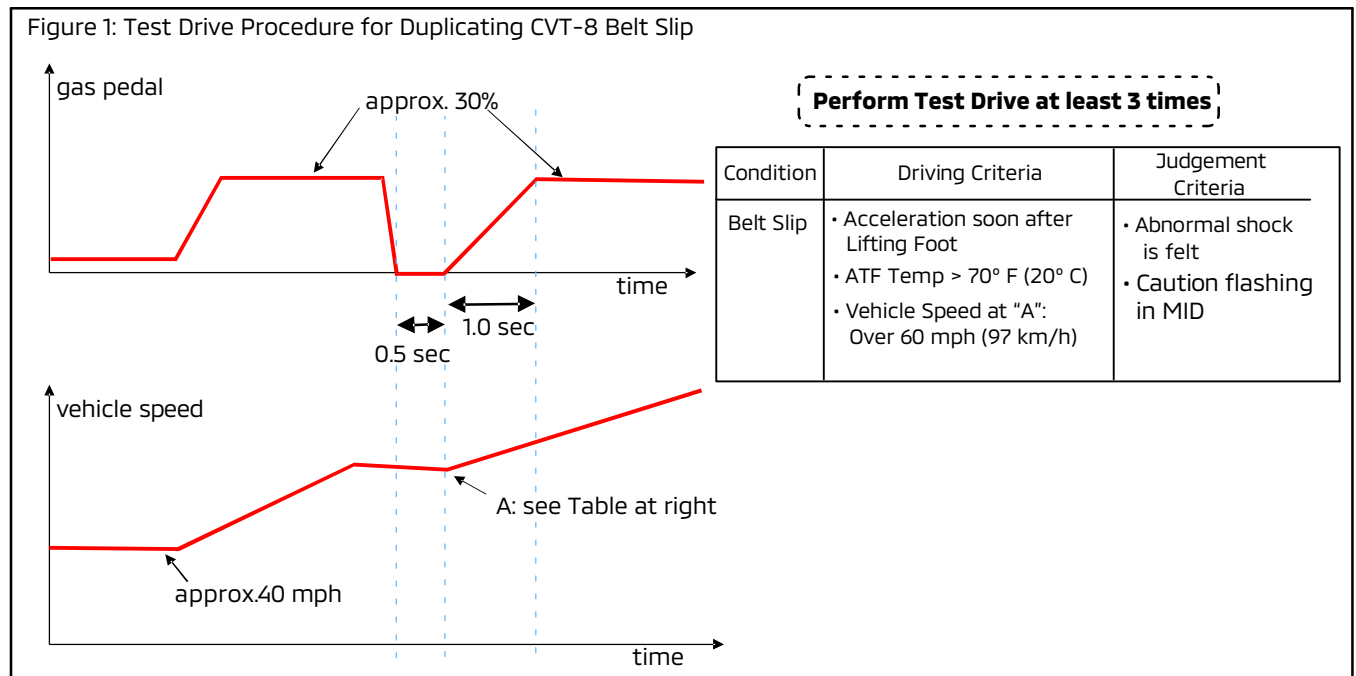 Figure 1: Test Drive Procedure for Duplicating CVT-8 Belt Slip
gas pedal
approx. 30%
time
1.0 sec
0.5 sec
vehicle speed
A: see Table at right
approx.40 mph
time
Perform Test Drive at least 3 times
Condition
Driving Criteria
Judgement
Criteria
Belt Slip
• Acceleration soon after
Lifting Foot
• ATF Temp > 70° F (20° C)
• Vehicle Speed at “A”:
Over 60 mph (97 km/h)
• Abnormal shock
is felt
• Caution flashing
in MID